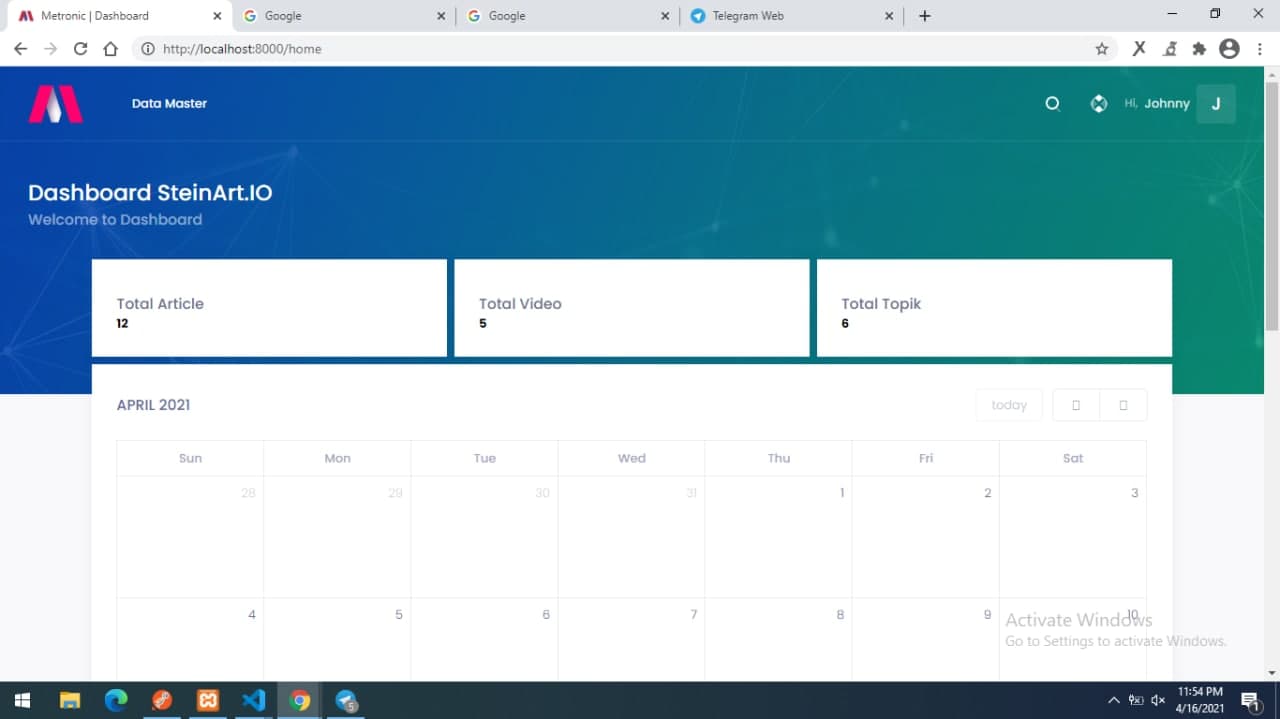 Metronic | Dashboard
Google
Google
Telegram Web
http://localhost:8000/home
Data Master
Hi, Johnny
J
Dashboard SteinArt.IO
Welcome to Dashboard
Total Article
12
Total Video
5
Total Topik
6
APRIL 2021
today
Sun Mon Tue Wed Thu Fri Sat
28 29 30 31 1 2 3
4 5 6 7 8 9 10
Activate Windows
Go to Settings to activate Windows.
5
11:54 PM
4/16/2021
1